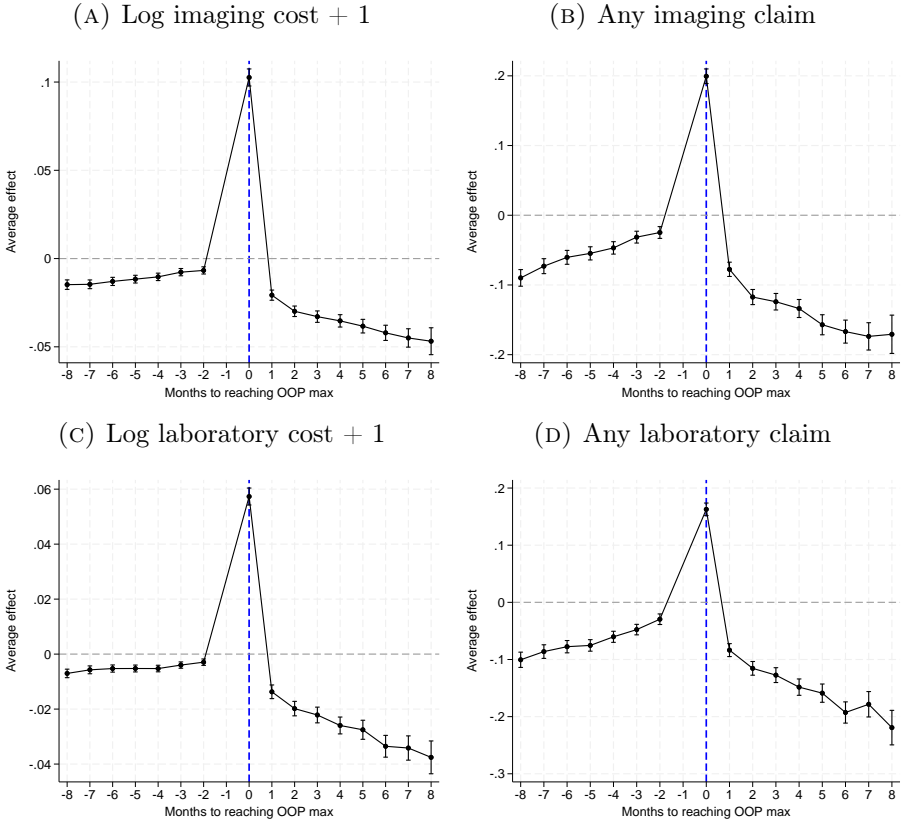 (A) Log imaging cost + 1
.1
.05
0
-.05
Average effect
-8 -7 -6 -5 -4 -3 -2 -1 0 1 2 3 4 5 6 7 8
Months to reaching OOP max
(B) Any imaging claim
.2
.1
0
-.1
-.2
Average effect
-8 -7 -6 -5 -4 -3 -2 -1 0 1 2 3 4 5 6 7 8
Months to reaching OOP max
(C) Log laboratory cost + 1
.06
.04
.02
0
-.02
-.04
Average effect
-8 -7 -6 -5 -4 -3 -2 -1 0 1 2 3 4 5 6 7 8
Months to reaching OOP max
(D) Any laboratory claim
.2
.1
0
-.1
-.2
-.3
Average effect
-8 -7 -6 -5 -4 -3 -2 -1 0 1 2 3 4 5 6 7 8
Months to reaching OOP max